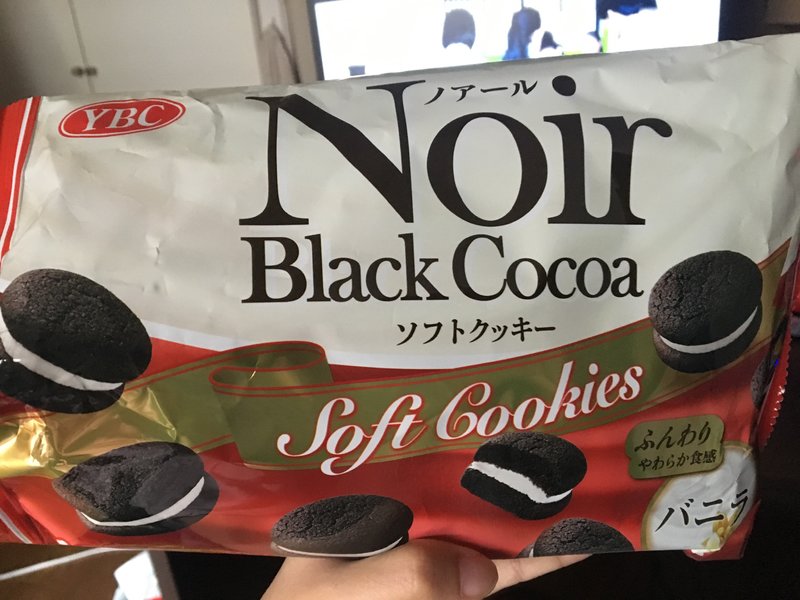 YBC
ノアール
Noir
Black Cocoa
ソフトクッキー
Soft Cookies
ふんわり
やわらか食感
バニラ